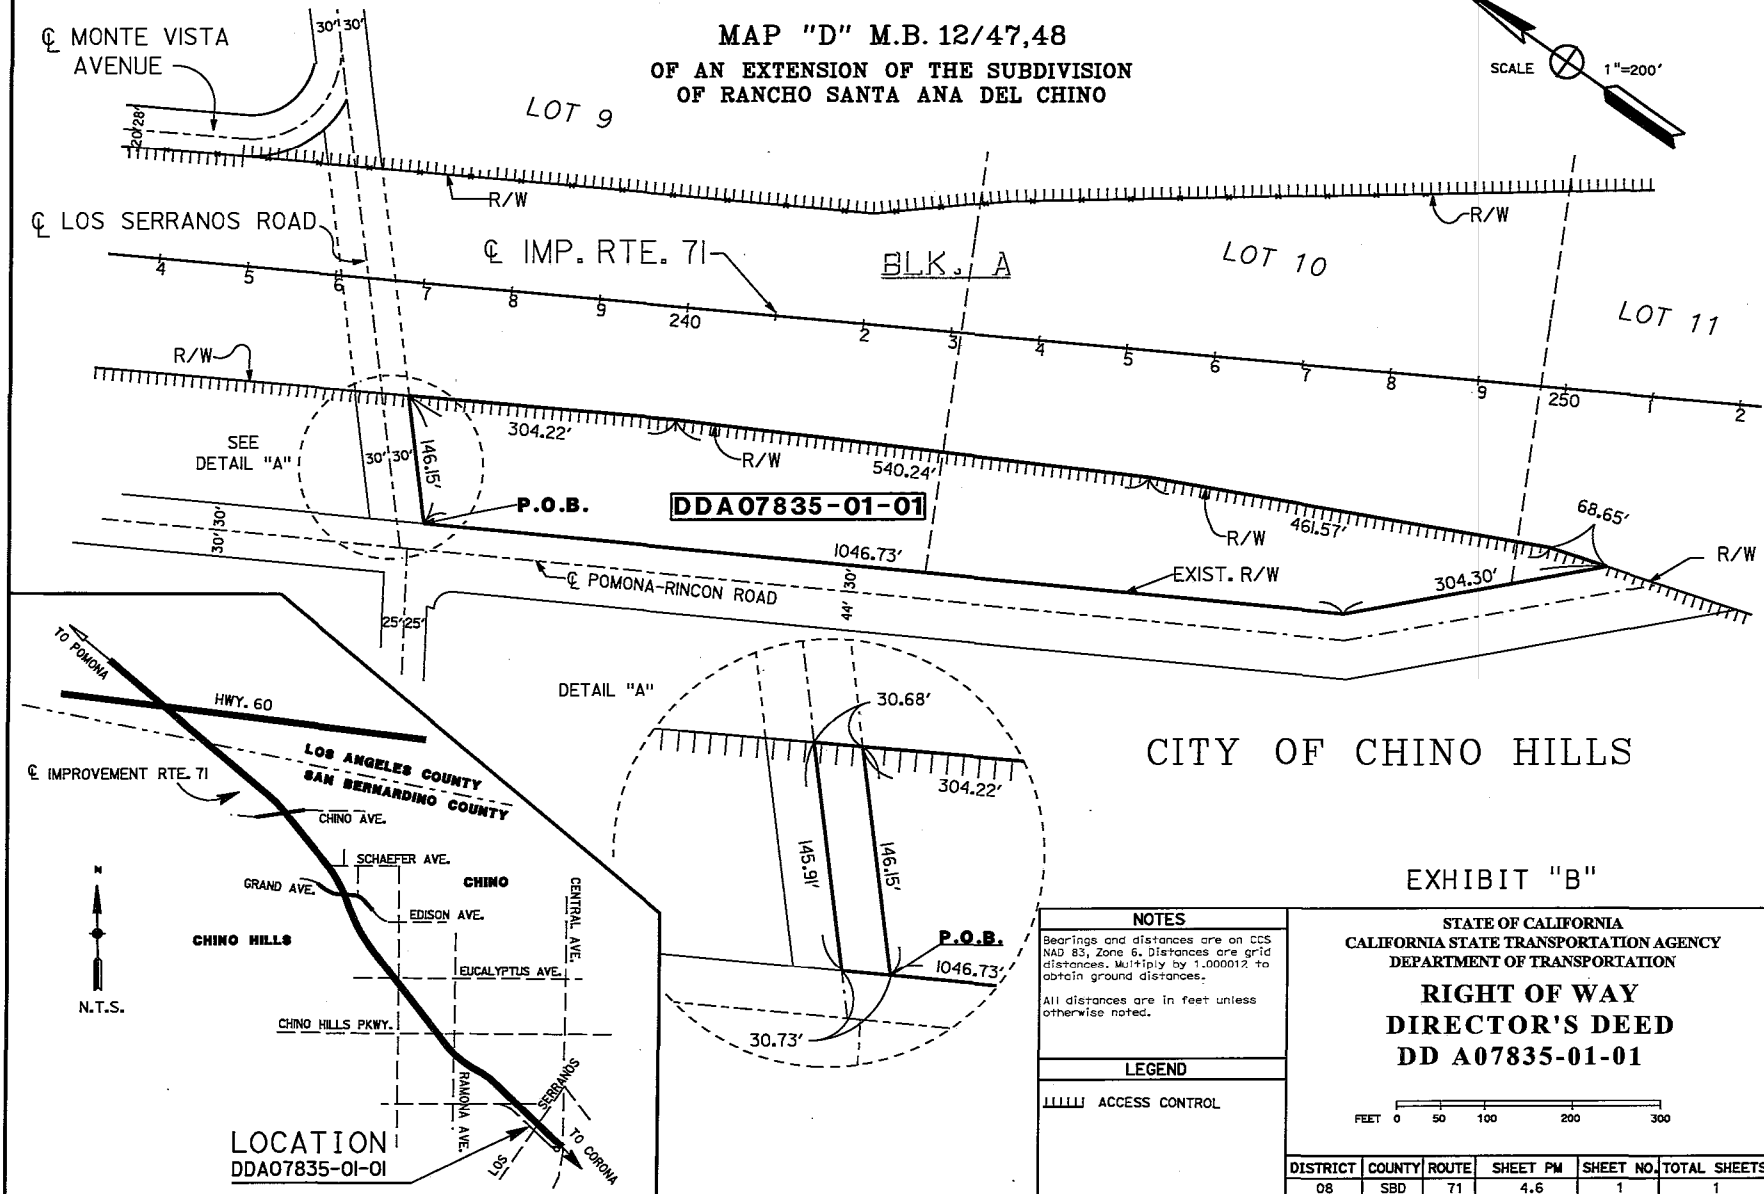 MAP "D" M.B. 12/47,48
OF AN EXTENSION OF THE SUBDIVISION
OF RANCHO SANTA ANA DEL CHINO
℄ MONTE VISTA
AVENUE
30' 30'
SCALE
1"=200'
20' 28'
LOT 9
R/W
R/W
℄ LOS SERRANOS ROAD
℄ IMP. RTE. 71
BLK. A
LOT 10
LOT 11
4 5 6 7 8 9 240 2 3 4 5 6 7 8 9 250 1 2
R/W
SEE
DETAIL "A"
30' 30'
146.15'
304.22'
R/W
540.24'
P.O.B.
DDA07835-01-01
R/W
461.57'
68.65'
R/W
30' 30'
1046.73'
EXIST. R/W
304.30'
℄ POMONA-RINCON ROAD
44' 30'
25' 25'
TO POMONA
HWY. 60
LOS ANGELES COUNTY
SAN BERNARDINO COUNTY
℄ IMPROVEMENT RTE. 71
CHINO AVE.
SCHAEFER AVE.
GRAND AVE.
CHINO
EDISON AVE.
CENTRAL AVE.
CHINO HILLS
EUCALYPTUS AVE.
N
N.T.S.
CHINO HILLS PKWY.
RAMONA AVE.
LOS SERRANOS
TO CORONA
LOCATION
DDA07835-01-01
DETAIL "A"
30.68'
304.22'
145.91'
146.15'
P.O.B.
1046.73'
30.73'
CITY OF CHINO HILLS
EXHIBIT "B"
NOTES
Bearings and distances are on CCS
NAD 83, Zone 6. Distances are grid
distances. Multiply by 1.000012 to
obtain ground distances.
All distances are in feet unless
otherwise noted.
LEGEND
ACCESS CONTROL
STATE OF CALIFORNIA
CALIFORNIA STATE TRANSPORTATION AGENCY
DEPARTMENT OF TRANSPORTATION
RIGHT OF WAY
DIRECTOR'S DEED
DD A07835-01-01
FEET 0 50 100 200 300
DISTRICT COUNTY ROUTE SHEET PM SHEET NO. TOTAL SHEETS
08 SBD 71 4.6 1 1